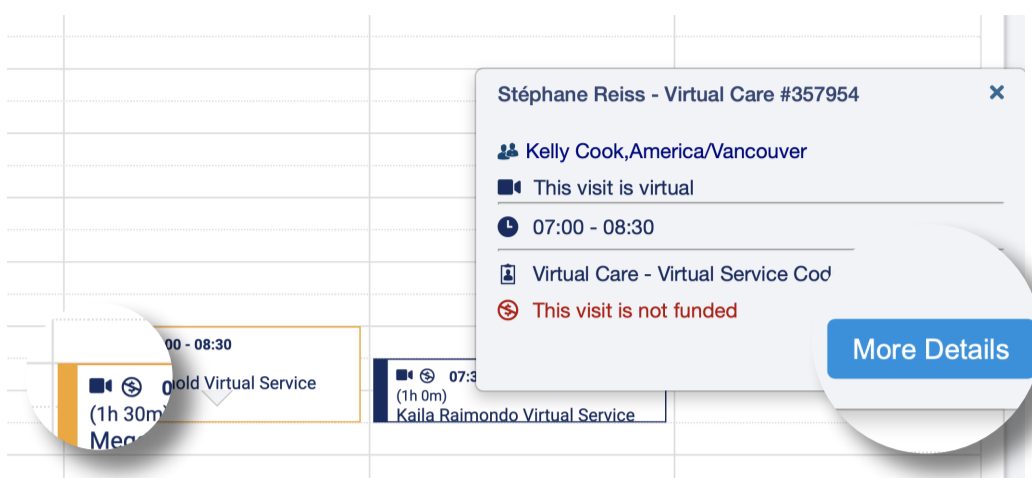 Stéphane Reiss - Virtual Care #357954
Kelly Cook,America/Vancouver
This visit is virtual
07:00 - 08:30
Virtual Care - Virtual Service
This visit is not funded
More Details
00 - 08:30
Virtual Service
(1h 30m)
07:3
(1h 0m)
Kaila Raimondo Virtual Service